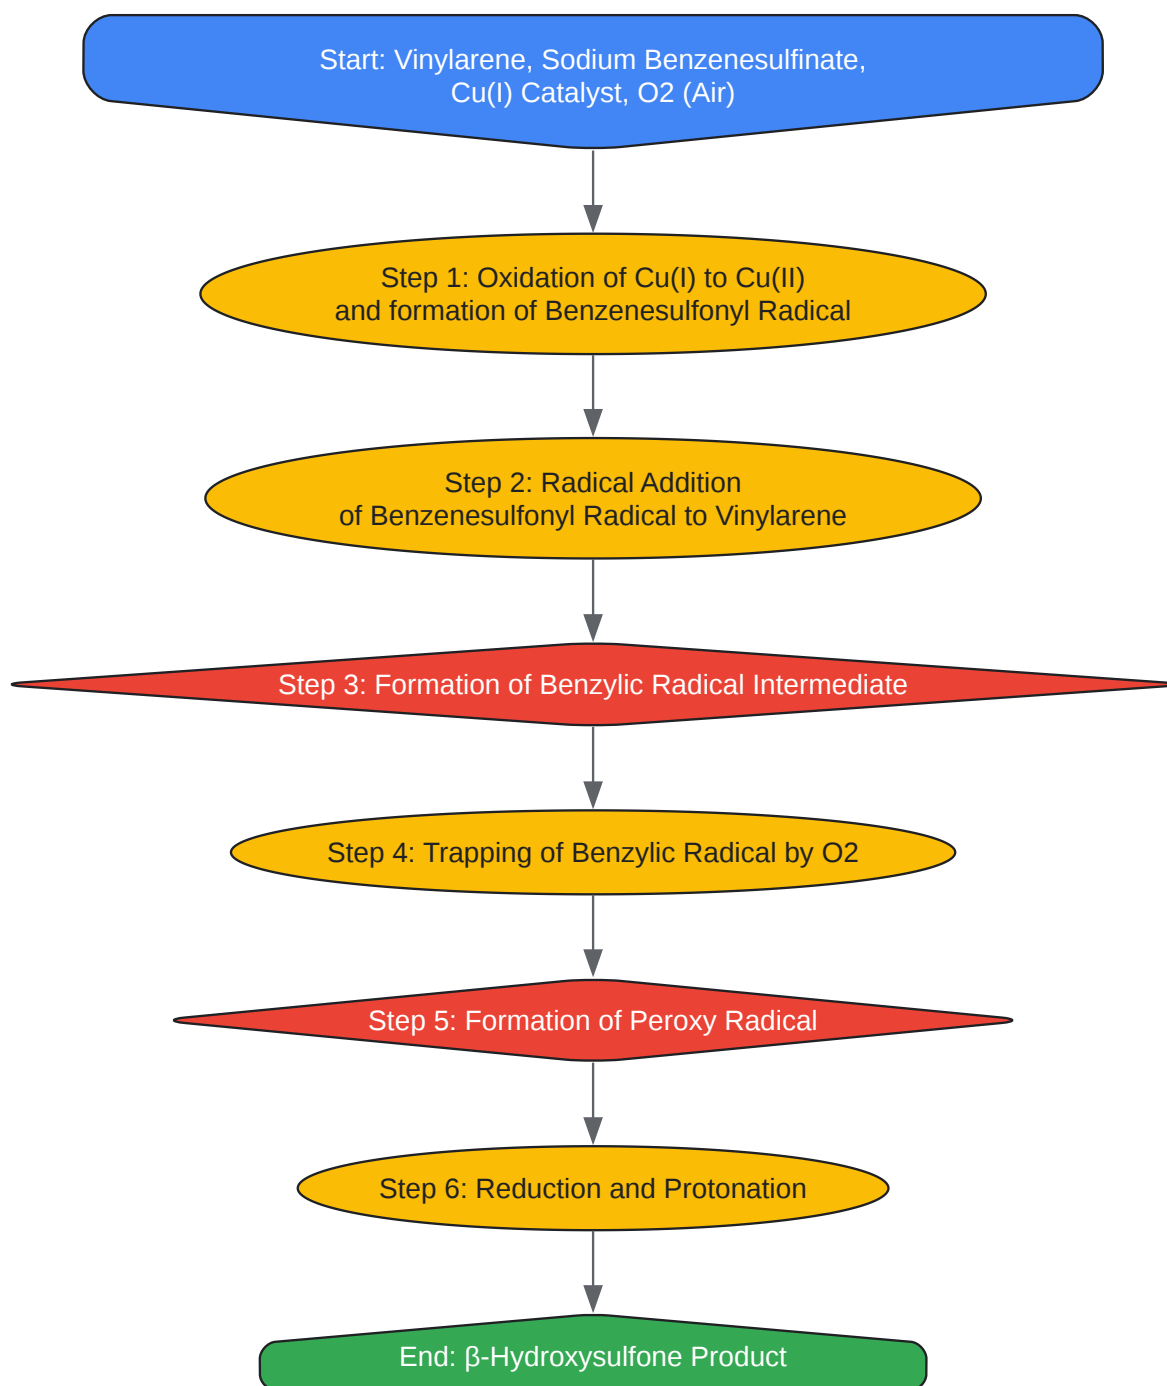 Start: Vinylarene, Sodium Benzenesulfinate,
Cu(I) Catalyst, O2 (Air)
Step 1: Oxidation of Cu(I) to Cu(II)
and formation of Benzenesulfonyl Radical
Step 2: Radical Addition
of Benzenesulfonyl Radical to Vinylarene
Step 3: Formation of Benzylic Radical Intermediate
Step 4: Trapping of Benzylic Radical by O2
Step 5: Formation of Peroxy Radical
Step 6: Reduction and Protonation
End: β-Hydroxysulfone Product